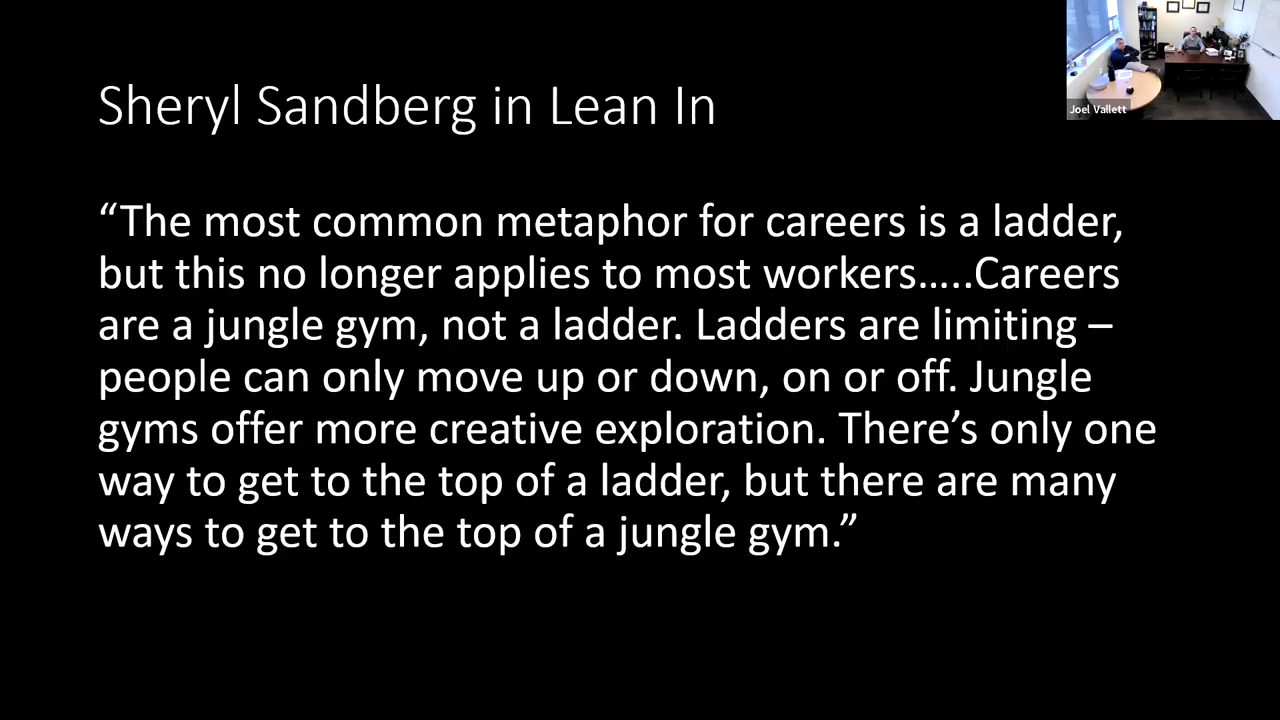 Sheryl Sandberg in Lean In
Joel Vallett
“The most common metaphor for careers is a ladder,
but this no longer applies to most workers…..Careers
are a jungle gym, not a ladder. Ladders are limiting –
people can only move up or down, on or off. Jungle
gyms offer more creative exploration. There’s only one
way to get to the top of a ladder, but there are many
ways to get to the top of a jungle gym.”